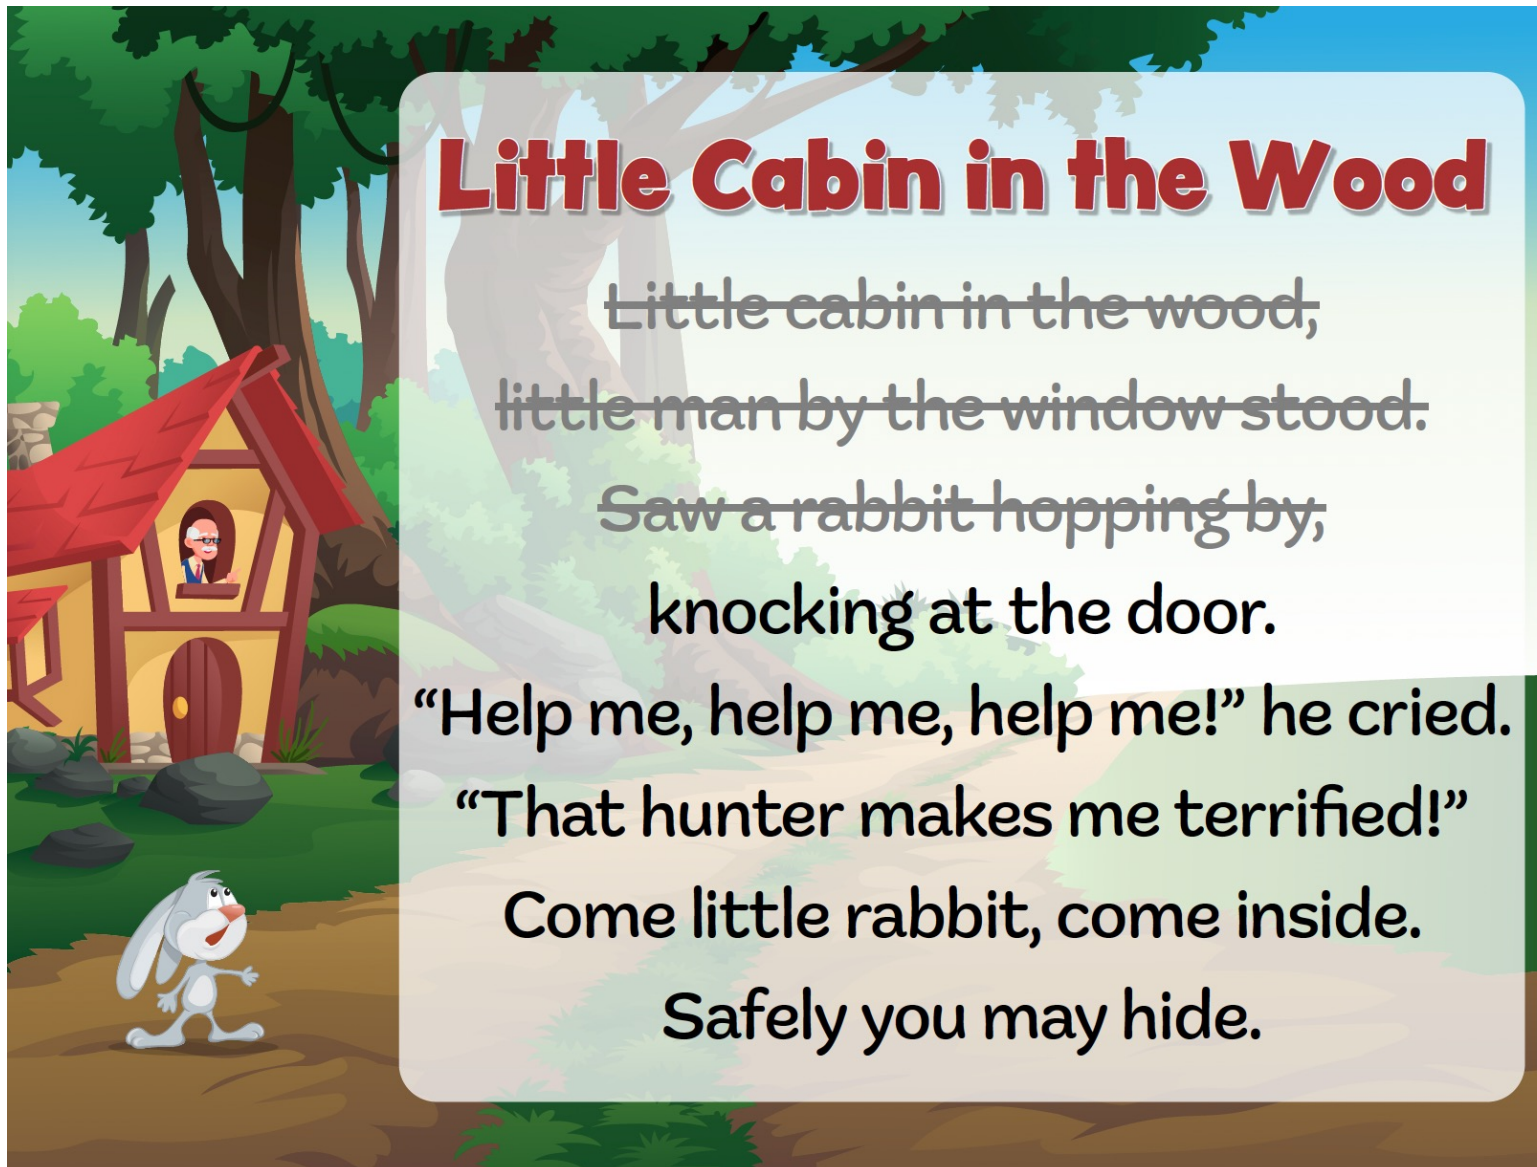 Little Cabin in the Wood
Little cabin in the wood,
little man by the window stood.
Saw a rabbit hopping by,
knocking at the door.
“Help me, help me, help me!” he cried.
“That hunter makes me terrified!”
Come little rabbit, come inside.
Safely you may hide.